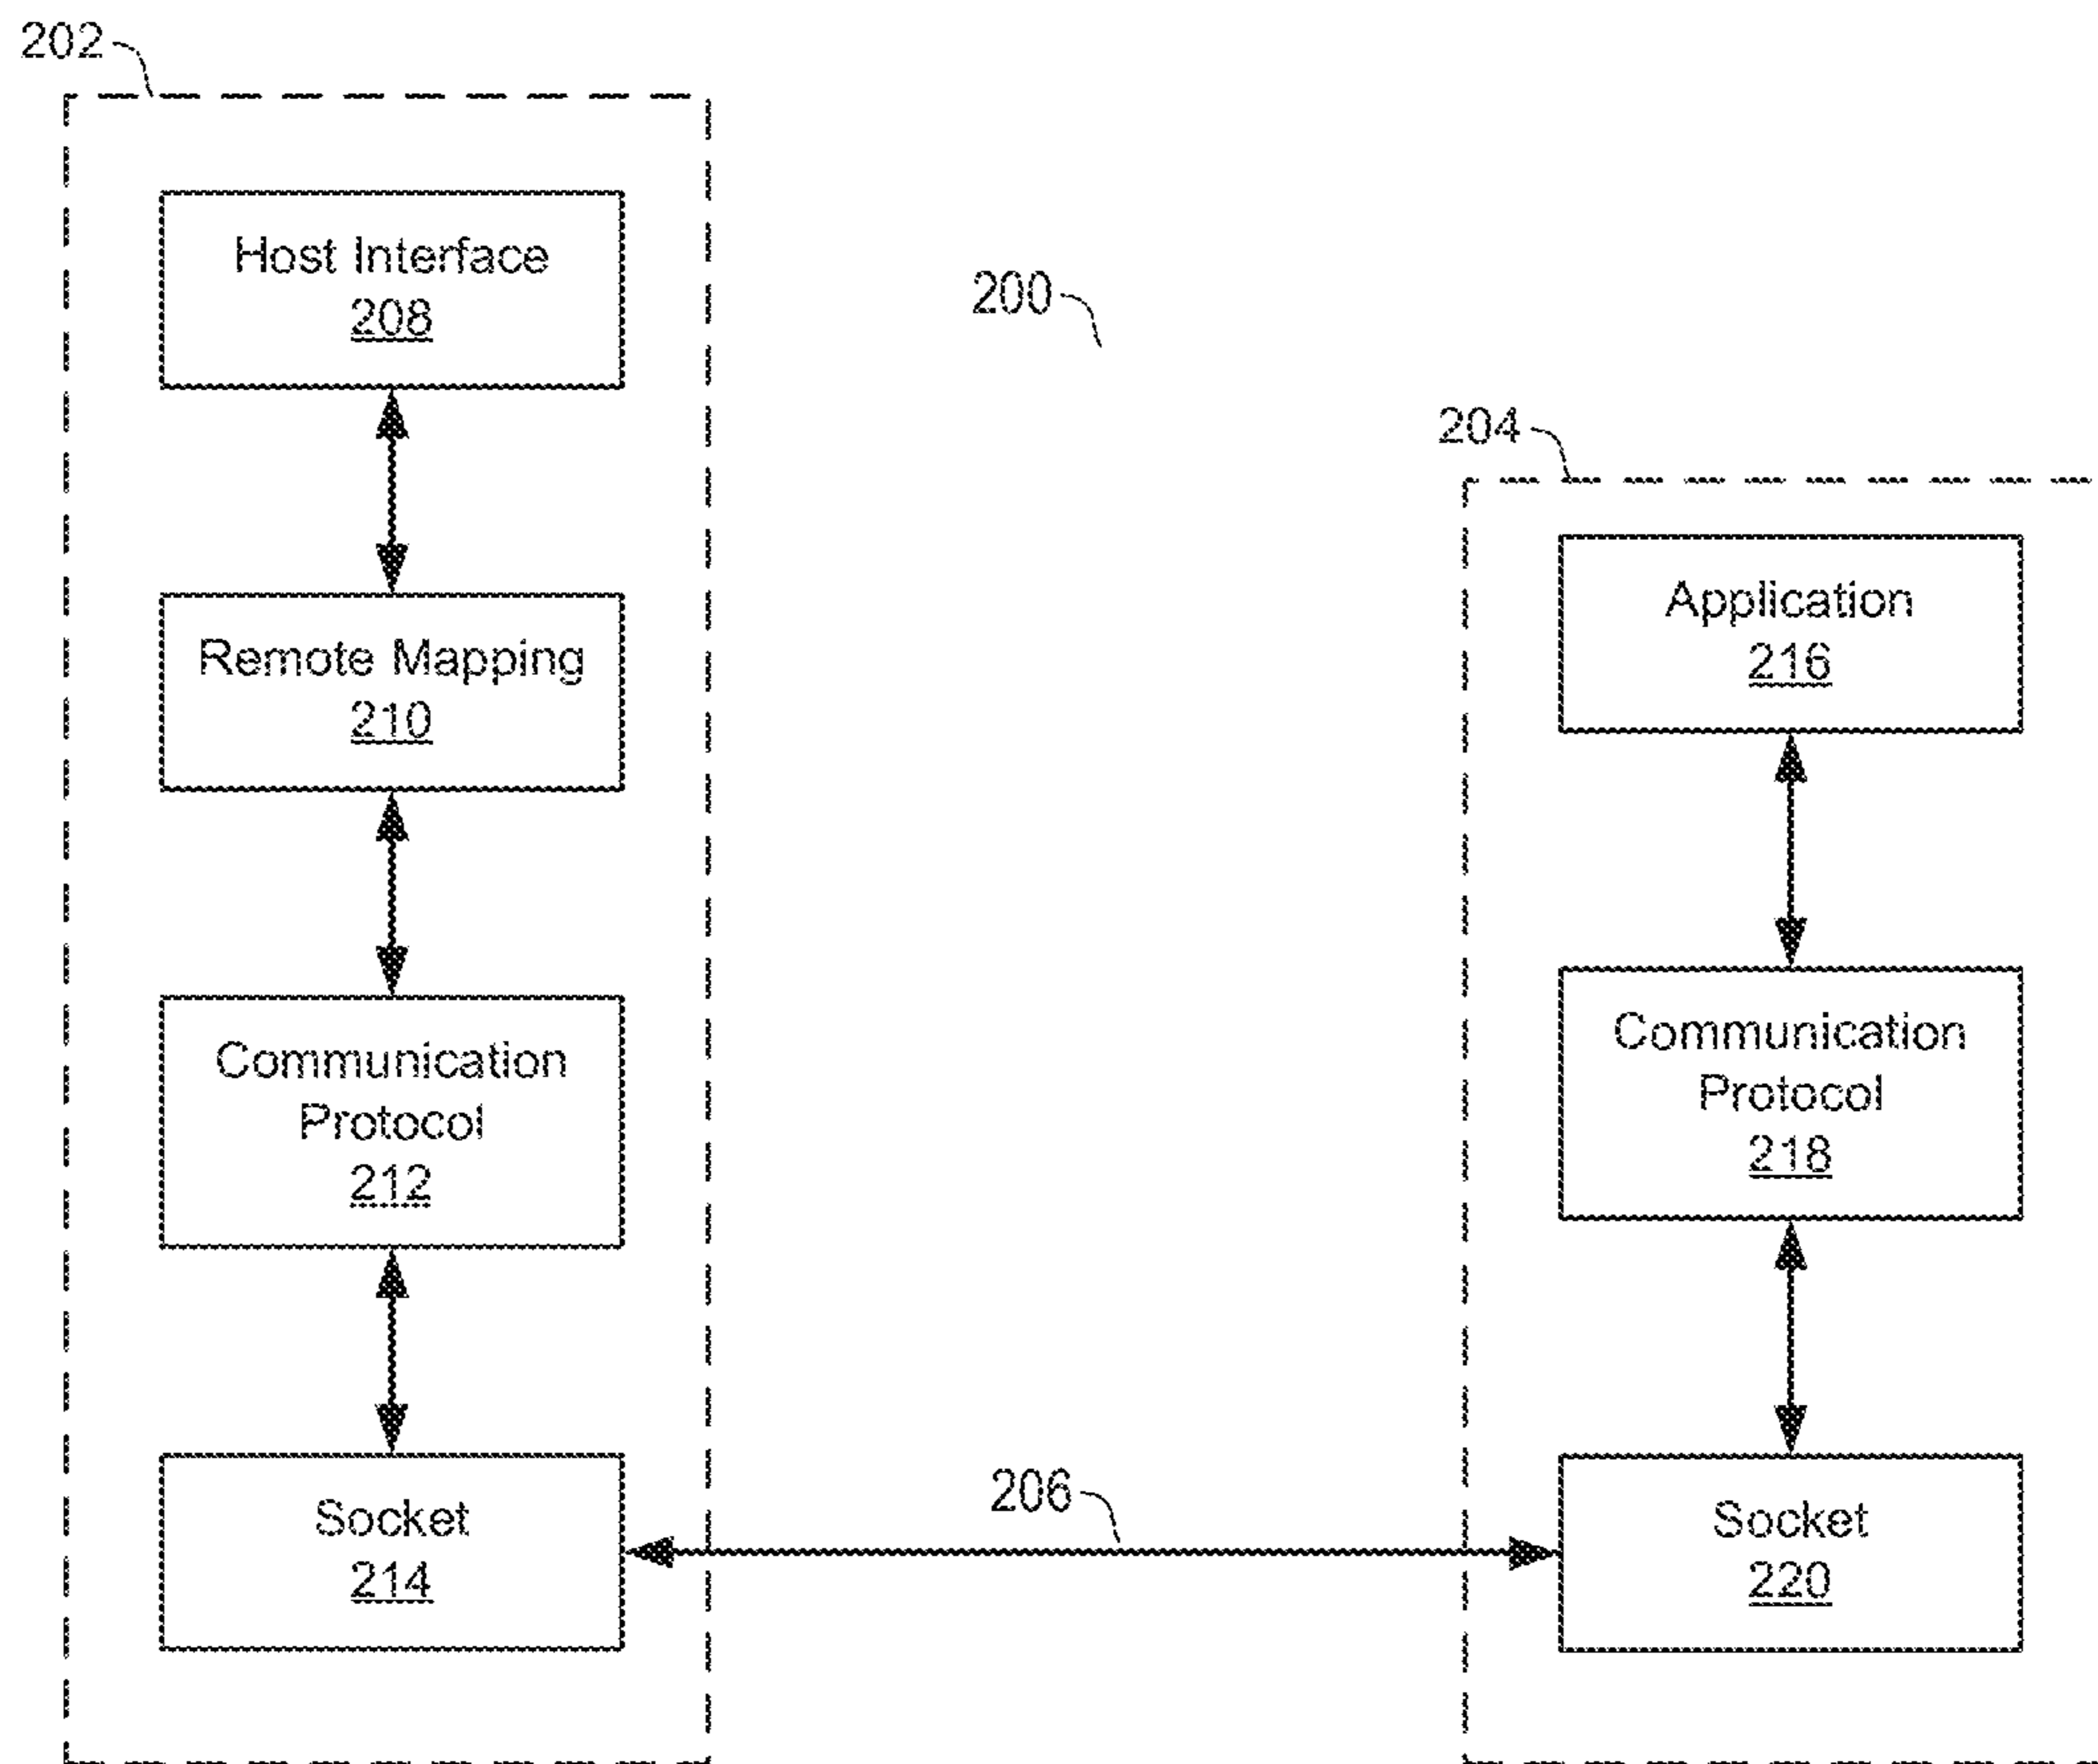 202
Host Interface
208
200
204
Remote Mapping
210
Application
216
Communication
Protocol
212
Communication
Protocol
218
206
Socket
214
Socket
220